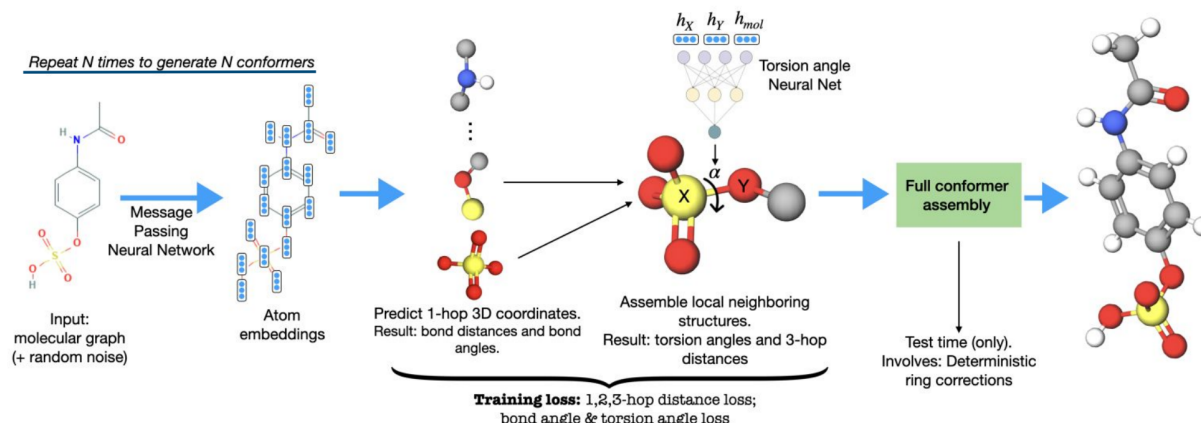 Repeat N times to generate N conformers
H
N
O
O
O
S
H
O
O
Input:
molecular graph
(+ random noise)
Message
Passing
Neural Network
Atom
embeddings
Predict 1-hop 3D coordinates.
Result: bond distances and bond
angles.
h_X h_Y h_mol
Torsion angle
Neural Net
α
X
Y
Assemble local neighboring
structures.
Result: torsion angles and 3-hop
distances
Training loss: 1,2,3-hop distance loss;
bond angle & torsion angle loss
Full conformer
assembly
Test time (only).
Involves: Deterministic
ring corrections